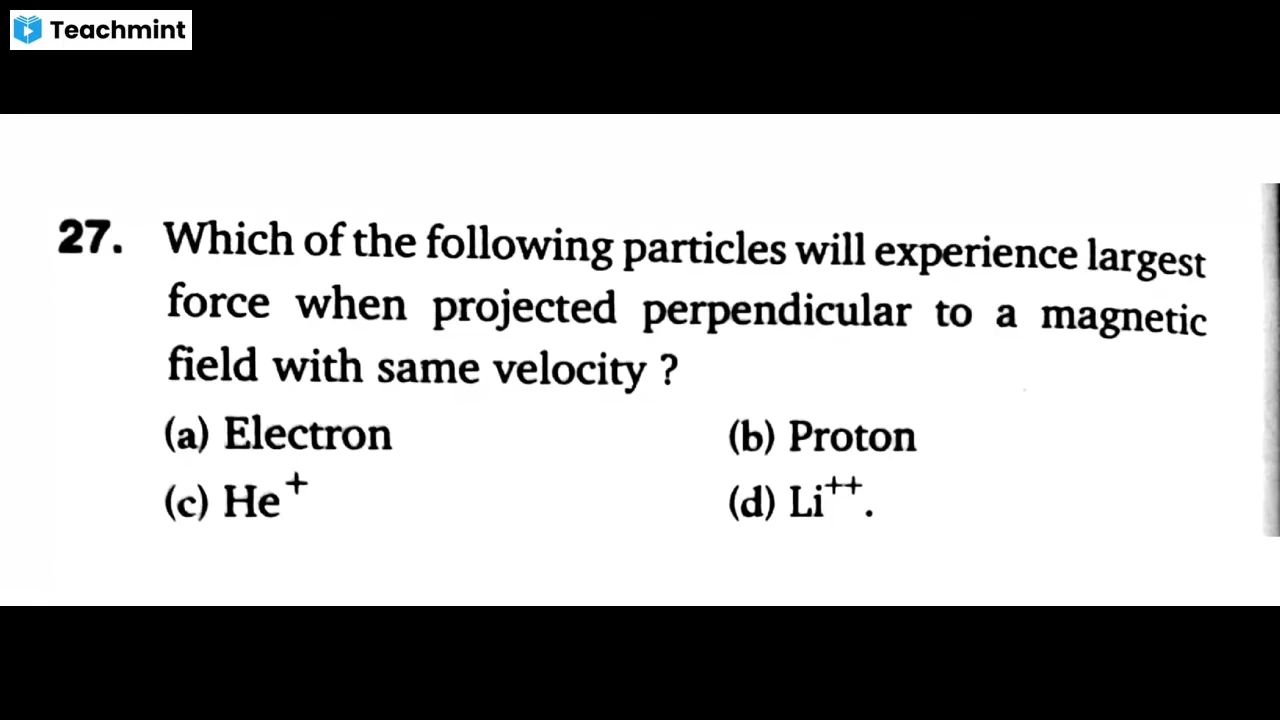 Teachmint
27. Which of the following particles will experience largest
force when projected perpendicular to a magnetic
field with same velocity ?
(a) Electron (b) Proton
(c) He⁺ (d) Li⁺⁺.